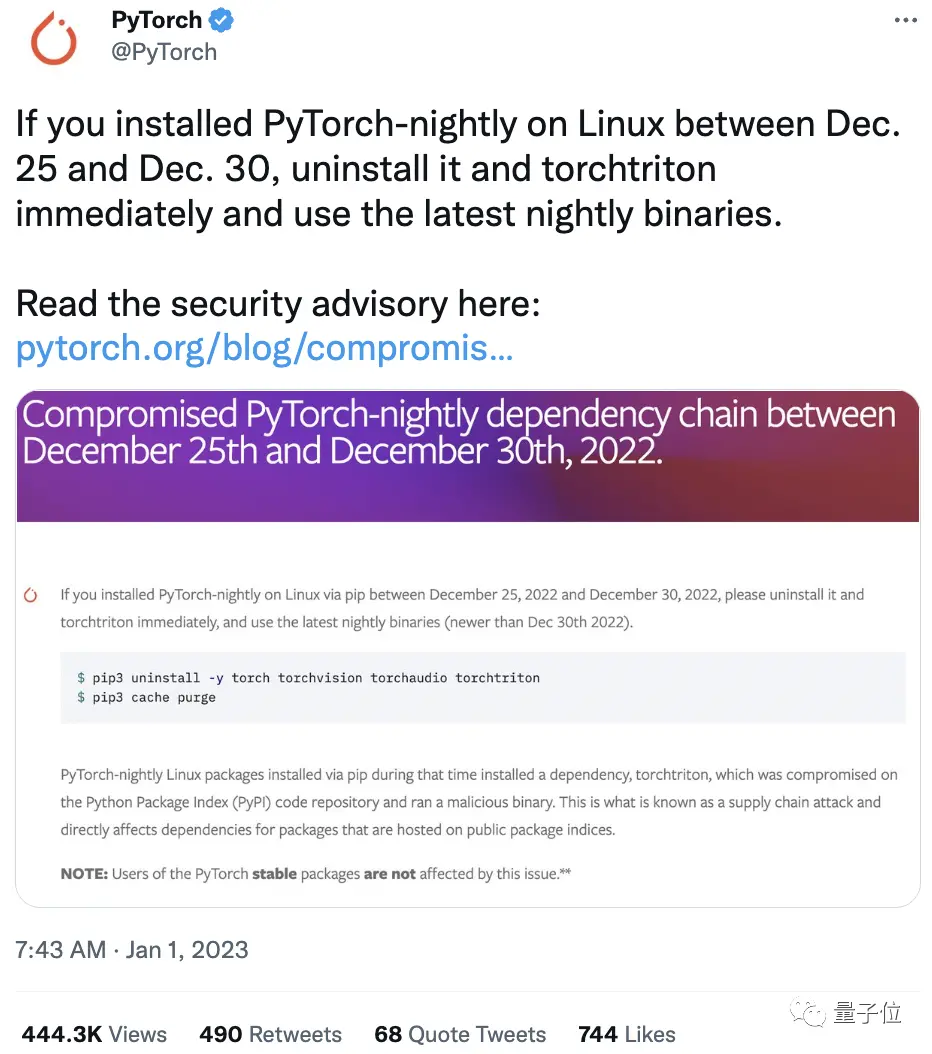 PyTorch
@PyTorch
If you installed PyTorch-nightly on Linux between Dec.
25 and Dec. 30, uninstall it and torchtriton
immediately and use the latest nightly binaries.
Read the security advisory here:
pytorch.org/blog/compromis...
Compromised PyTorch-nightly dependency chain between
December 25th and December 30th, 2022.
If you installed PyTorch-nightly on Linux via pip between December 25, 2022 and December 30, 2022, please uninstall it and
torchtriton immediately, and use the latest nightly binaries (newer than Dec 30th 2022).
$ pip3 uninstall -y torch torchvision torchaudio torchtriton
$ pip3 cache purge
PyTorch-nightly Linux packages installed via pip during that time installed a dependency, torchtriton, which was compromised on
the Python Package Index (PyPI) code repository and ran a malicious binary. This is what is known as a supply chain attack and
directly affects dependencies for packages that are hosted on public package indices.
NOTE: Users of the PyTorch stable packages are not affected by this issue.**
7:43 AM · Jan 1, 2023
444.3K Views 490 Retweets 68 Quote Tweets 744 Likes
量子位